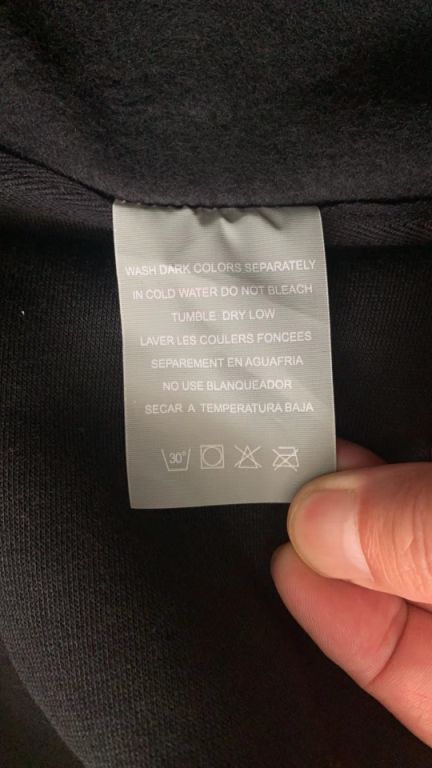 WASH DARK COLORS SEPARATELY
IN COLD WATER DO NOT BLEACH
TUMBLE DRY LOW
LAVER LES COULERS FONCEES
SEPAREMENT EN AGUAFRIA
NO USE BLANQUEADOR
SECAR A TEMPERATURA BAJA
30°